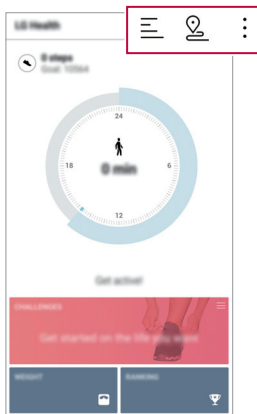 LG Health
0 steps
Goal: 10564
24
18
6
0 min
12
Get active!
CHALLENGES
Get started on the life you want
WEIGHT
RANKING